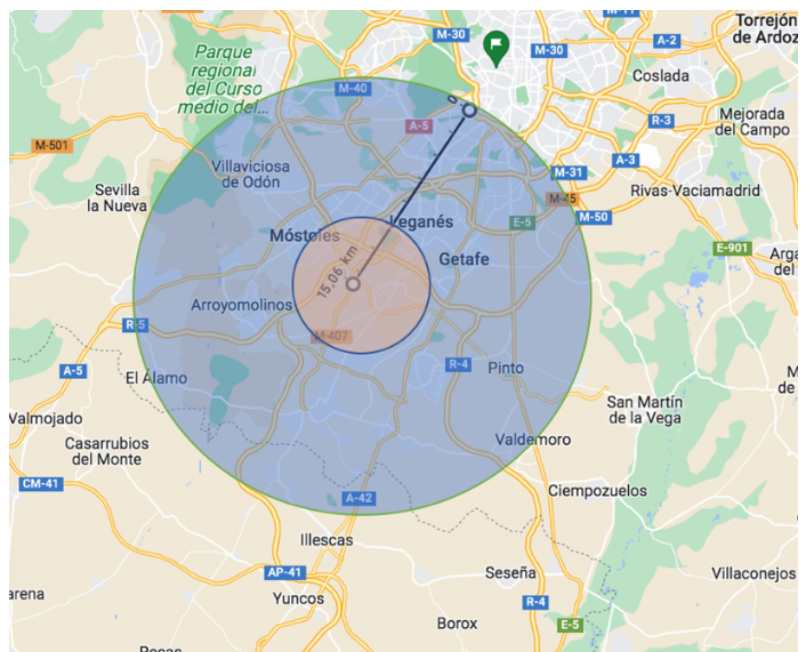 M-30
Torrejón
de Ardoz
M-30
A-2
Coslada
Parque
regional
del Curso
medio del...
M-40
0
A-5
R-3
Mejorada
del Campo
M-501
A-3
Villaviciosa
de Odón
M-31
Sevilla
la Nueva
M-45
Rivas-Vaciamadrid
M-50
Leganés
E-5
Móstoles
E-901
Getafe
15,06 km
Arroyomolinos
R-5
M-407
R-4
A-5
El Álamo
Pinto
San Martín
de la Vega
Valmojado
Casarrubios
del Monte
Valdemoro
CM-41
A-42
Ciempozuelos
Illescas
AP-41
Seseña
Villaconejos
Yuncos
R-4
Borox
E-5